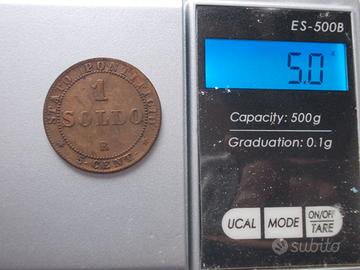 STATO PONTIFICIO
1
SOLDO
R
5 CENT
ES-500B
5.0
Capacity: 500g
Graduation: 0.1g
UCAL
MODE
ON/OFF
TARE
subito